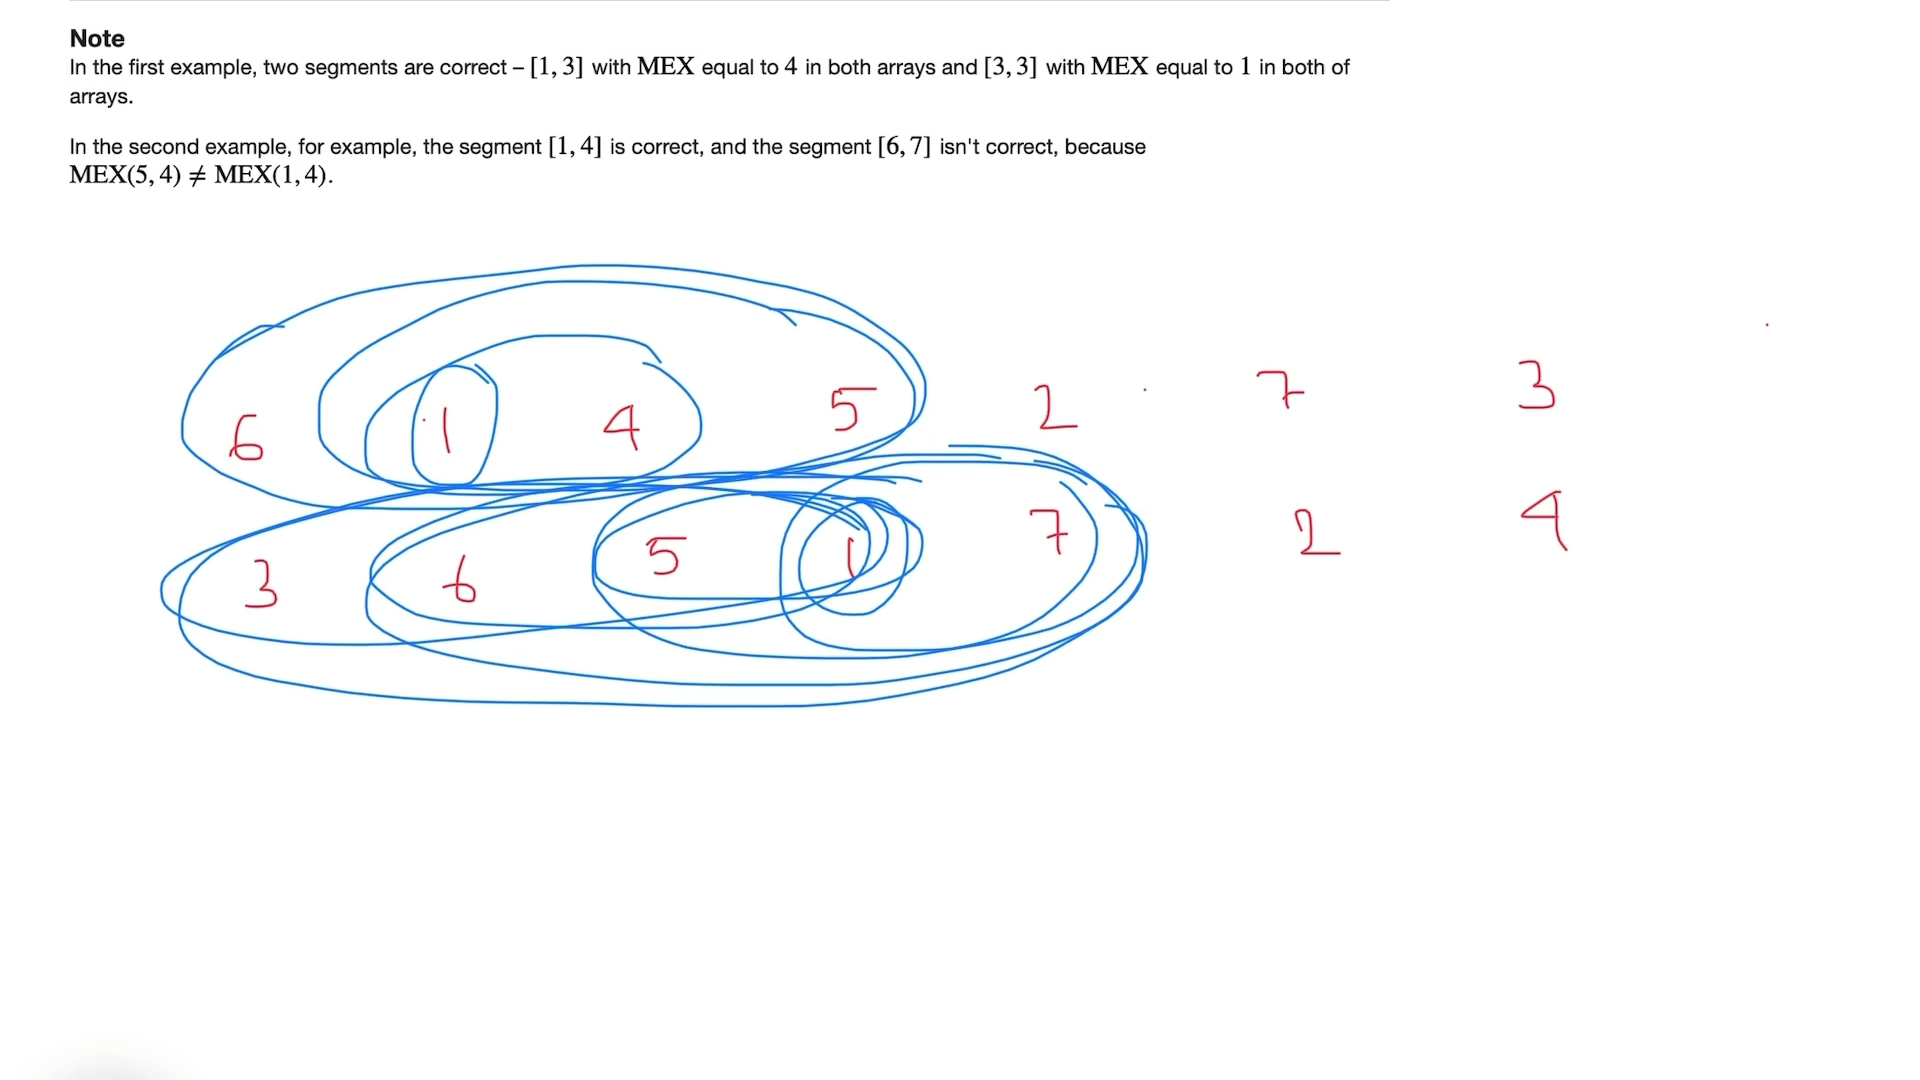 Note
In the first example, two segments are correct – [1, 3] with MEX equal to 4 in both arrays and [3, 3] with MEX equal to 1 in both of
arrays.
In the second example, for example, the segment [1, 4] is correct, and the segment [6, 7] isn't correct, because
MEX(5, 4) ≠ MEX(1, 4).
6 1 4 5 2 7 3
3 6 5 1 7 2 4